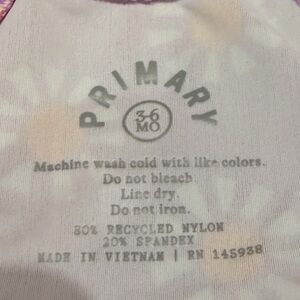 PRIMARY
3-6
MO
Machine wash cold with like colors.
Do not bleach.
Line dry.
Do not iron.
80% RECYCLED NYLON
20% SPANDEX
MADE IN VIETNAM | RN 145938